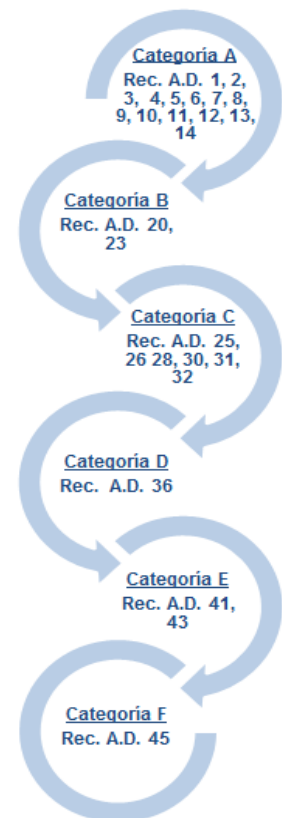 Categoría A
Rec. A.D. 1, 2,
3, 4, 5, 6, 7, 8,
9, 10, 11, 12, 13,
14
Categoría B
Rec. A.D. 20,
23
Categoría C
Rec. A.D. 25,
26 28, 30, 31,
32
Categoría D
Rec. A.D. 36
Categoría E
Rec. A.D. 41,
43
Categoría F
Rec. A.D. 45